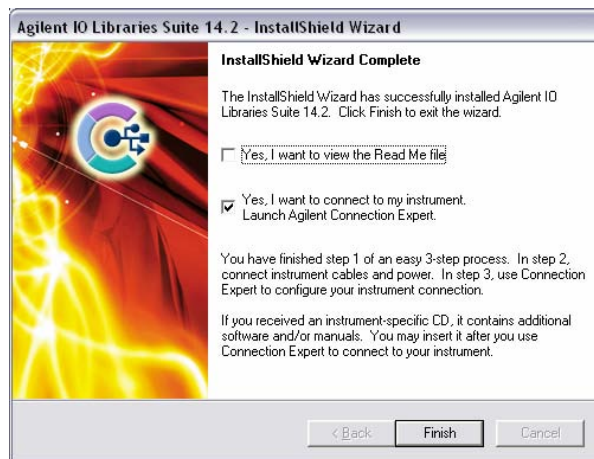 Agilent IO Libraries Suite 14.2 - InstallShield Wizard
InstallShield Wizard Complete
The InstallShield Wizard has successfully installed Agilent IO
Libraries Suite 14.2. Click Finish to exit the wizard.
Yes, I want to view the Read Me file
Yes, I want to connect to my instrument.
Launch Agilent Connection Expert.
You have finished step 1 of an easy 3-step process. In step 2,
connect instrument cables and power. In step 3, use Connection
Expert to configure your instrument connection.
If you received an instrument-specific CD, it contains additional
software and/or manuals. You may insert it after you use
Connection Expert to connect to your instrument.
< Back
Finish
Cancel